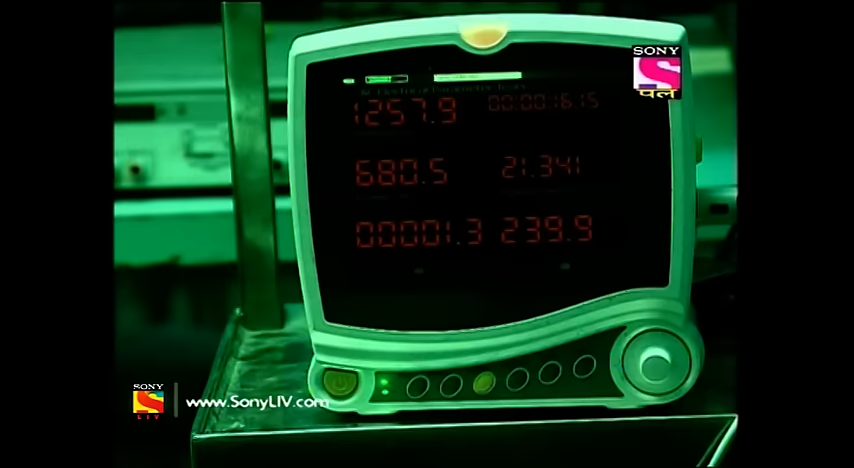 SONY
पल
1257.9 00:00:16.15
680.5 21.341
00001.3 239.9
SONY
LIV
www.SonyLIV.com